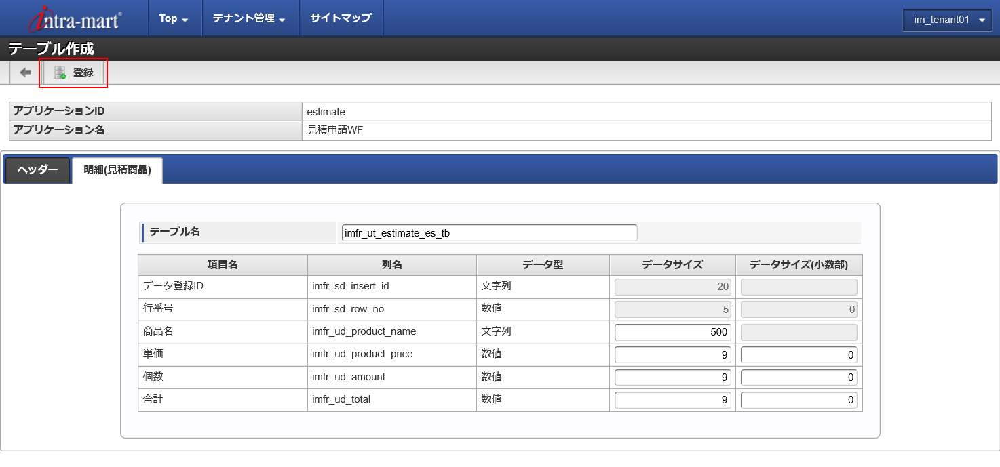 intra-mart Top テナント管理 サイトマップ im_tenant01
テーブル作成
登録
アプリケーションID estimate
アプリケーション名 見積申請WF
ヘッダー 明細(見積商品)
テーブル名 imfr_ut_estimate_es_tb
項目名 列名 データ型 データサイズ データサイズ(小数部)
データ登録ID imfr_sd_insert_id 文字列 20
行番号 imfr_sd_row_no 数値 5 0
商品名 imfr_ud_product_name 文字列 500
単価 imfr_ud_product_price 数値 9 0
個数 imfr_ud_amount 数値 9 0
合計 imfr_ud_total 数値 9 0